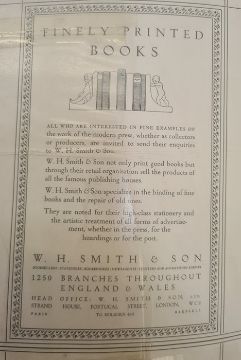 FINELY PRINTED
BOOKS
ALL WHO ARE INTERESTED IN FINE EXAMPLES OF
the work of the modern press, whether as collectors
or producers, are invited to send their enquiries
to W. H. Smith & Son.
W. H. Smith & Son not only print good books but
through their retail organisation sell the products of
all the famous publishing houses.
W. H. Smith & Son specialize in the binding of fine
books and the repair of old ones.
They are noted for their high-class stationery and
the artistic treatment of all forms of advertise-
ment, whether in the press, for the
hoardings or for the post.
W. H. SMITH & SON
1250 BRANCHES THROUGHOUT
ENGLAND & WALES
HEAD OFFICE: W. H. SMITH & SON, LTD
STRAND HOUSE, PORTUGAL STREET, LONDON, WC2
PARIS BRUSSELS